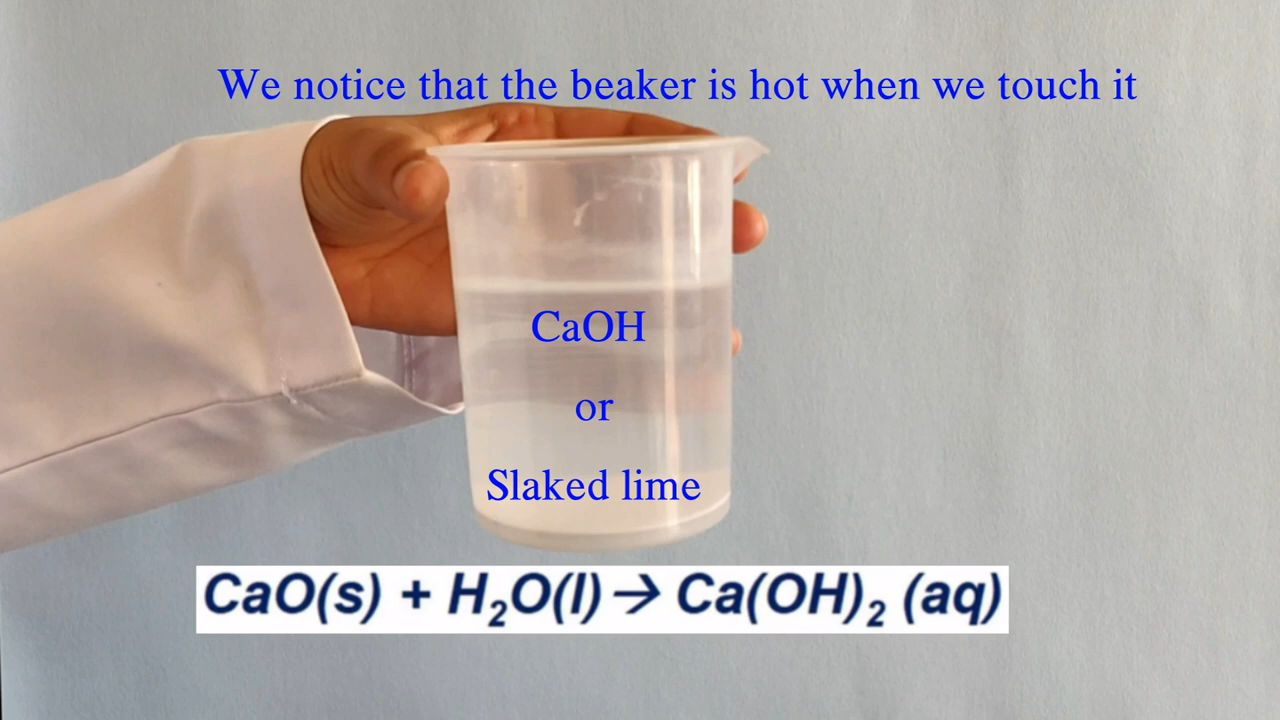 We notice that the beaker is hot when we touch it
CaOH
or
Slaked lime
CaO(s) + H₂O(l) → Ca(OH)₂ (aq)